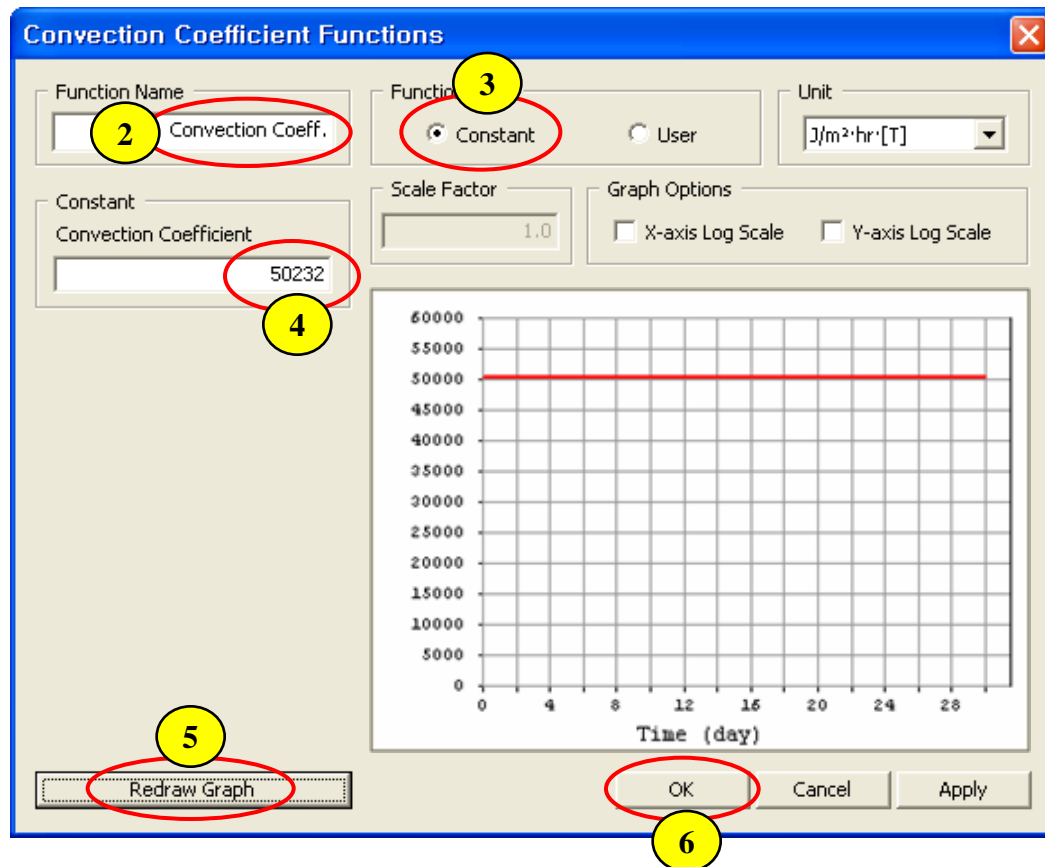 Convection Coefficient Functions
Function Name
2
Convection Coeff.
Functio
3
Constant
User
Unit
J/m²·hr·[T]
Constant
Convection Coefficient
50232
4
Scale Factor
1.0
Graph Options
X-axis Log Scale
Y-axis Log Scale
60000
55000
50000
45000
40000
35000
30000
25000
20000
15000
10000
5000
0
0 4 8 12 16 20 24 28
Time (day)
5
Redraw Graph
OK
Cancel
Apply
6